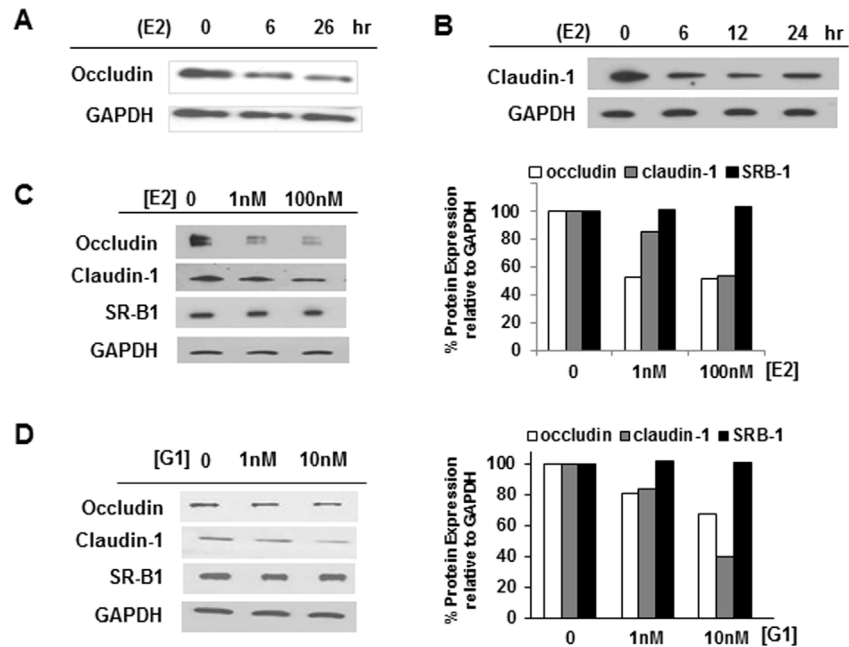 A
(E2) 0 6 26 hr
Occludin
GAPDH
B
(E2) 0 6 12 24 hr
Claudin-1
GAPDH
C
[E2] 0 1nM 100nM
Occludin
Claudin-1
SR-B1
GAPDH
occludin claudin-1 SRB-1
% Protein Expression
relative to GAPDH
100
80
60
40
20
0
0 1nM 100nM [E2]
D
[G1] 0 1nM 10nM
Occludin
Claudin-1
SR-B1
GAPDH
occludin claudin-1 SRB-1
% Protein Expression
relative to GAPDH
100
80
60
40
20
0
0 1nM 10nM [G1]